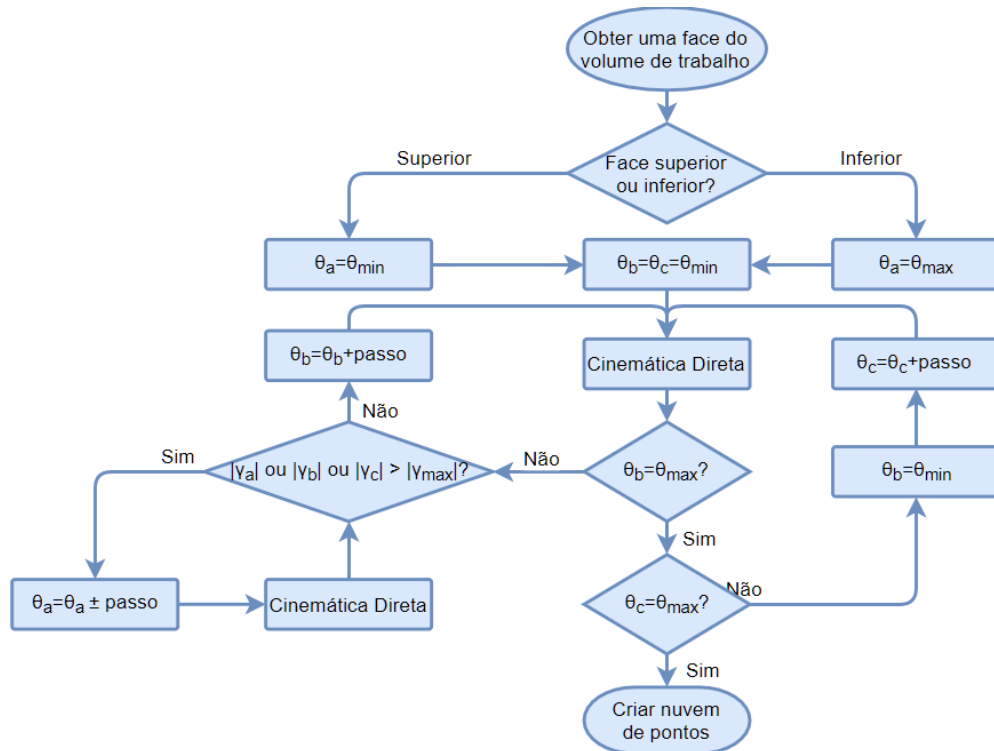 Obter uma face do
volume de trabalho
Superior
Face superior
ou inferior?
Inferior
θa=θmin
θb=θc=θmin
θa=θmax
θb=θb+passo
Cinemática Direta
θc=θc+passo
Não
Sim
|γa| ou |γb| ou |γc| > |γmax|?
Não
θb=θmax?
θb=θmin
Sim
θa=θa ± passo
Cinemática Direta
θc=θmax?
Não
Sim
Criar nuvem
de pontos